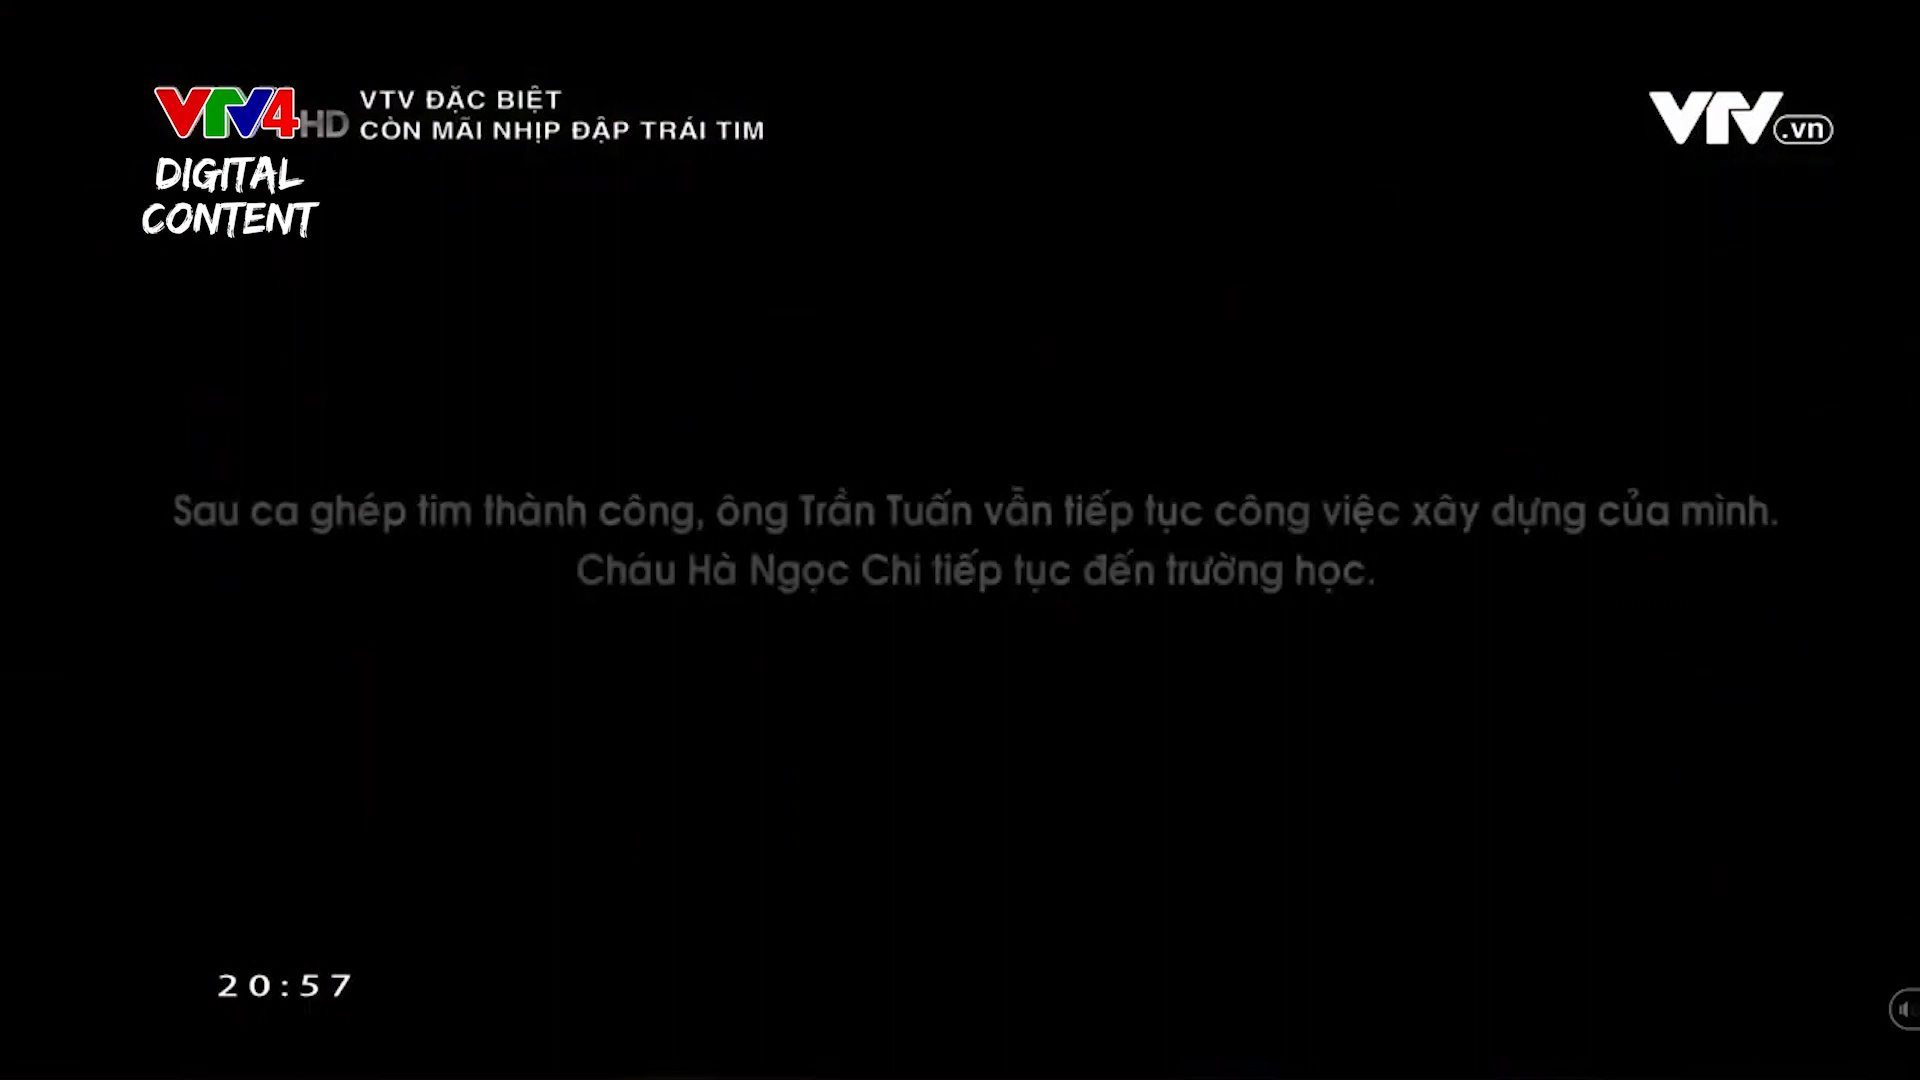 VTV4 HD
VTV ĐẶC BIỆT
CÒN MÃI NHỊP ĐẬP TRÁI TIM
DIGITAL
CONTENT
VTV.vn
Sau ca ghép tim thành công, ông Trần Tuấn vẫn tiếp tục công việc xây dựng của mình.
Cháu Hà Ngọc Chi tiếp tục đến trường học.
20:57